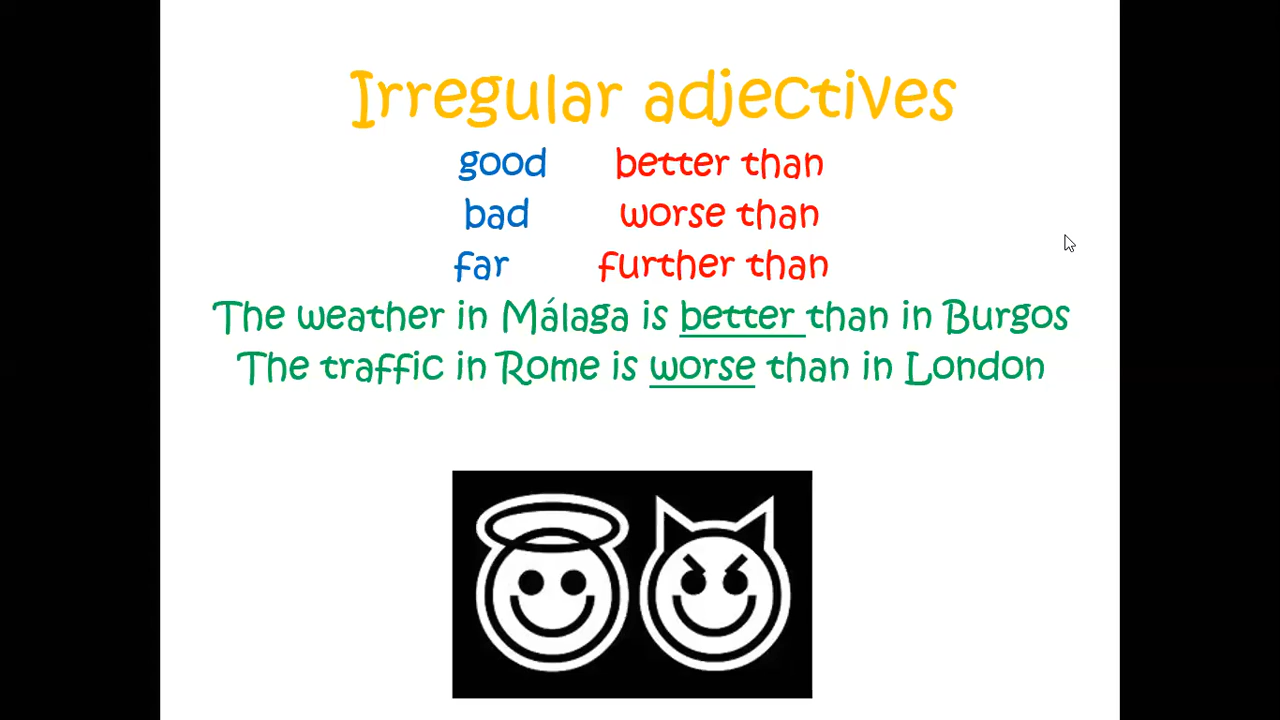 Irregular adjectives
good better than
bad worse than
far further than
The weather in Málaga is better than in Burgos
The traffic in Rome is worse than in London